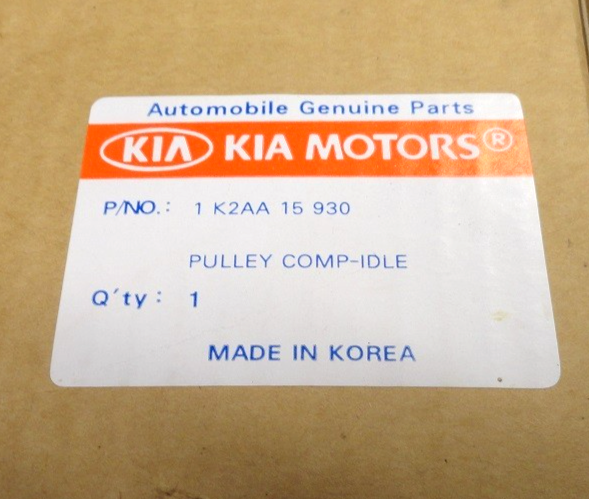 Automobile Genuine Parts
KIA KIA MOTORS®
P/NO.: 1 K2AA 15 930
PULLEY COMP-IDLE
Q'ty: 1
MADE IN KOREA